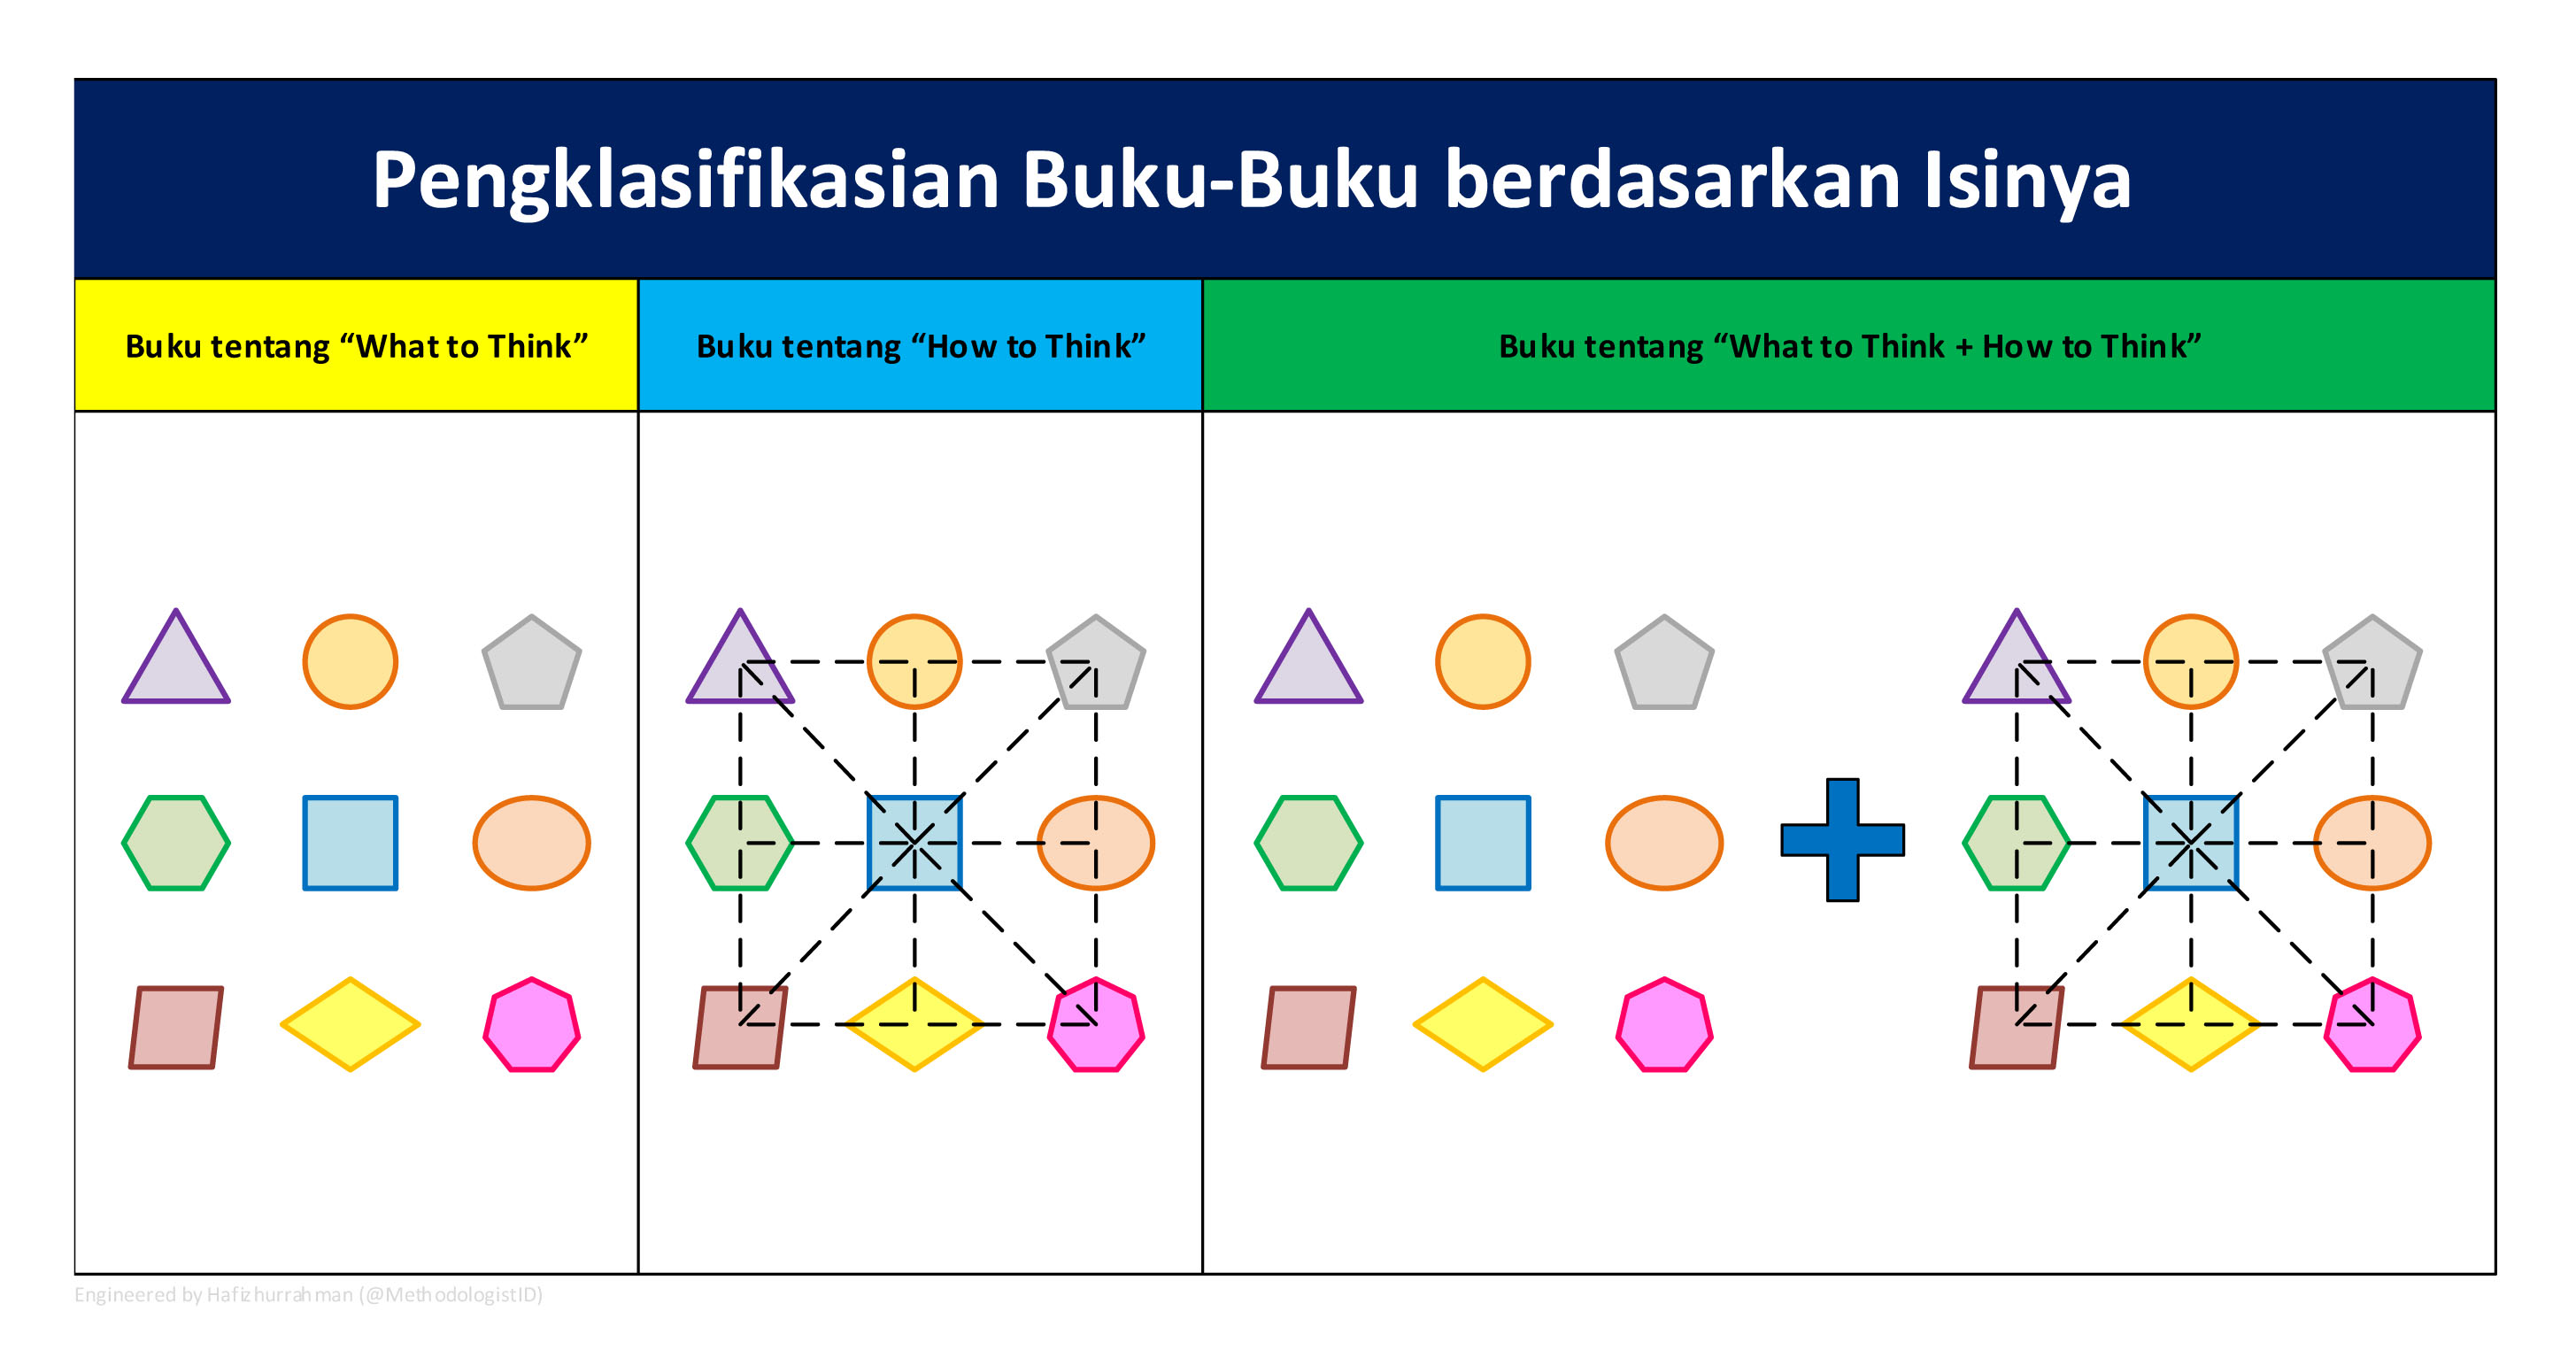 Pengklasifikasian Buku-Buku berdasarkan Isinya
Buku tentang “What to Think”
Buku tentang “How to Think”
Buku tentang “What to Think + How to Think”
Engineered by Hafizhurrahman (@MethodologistID)